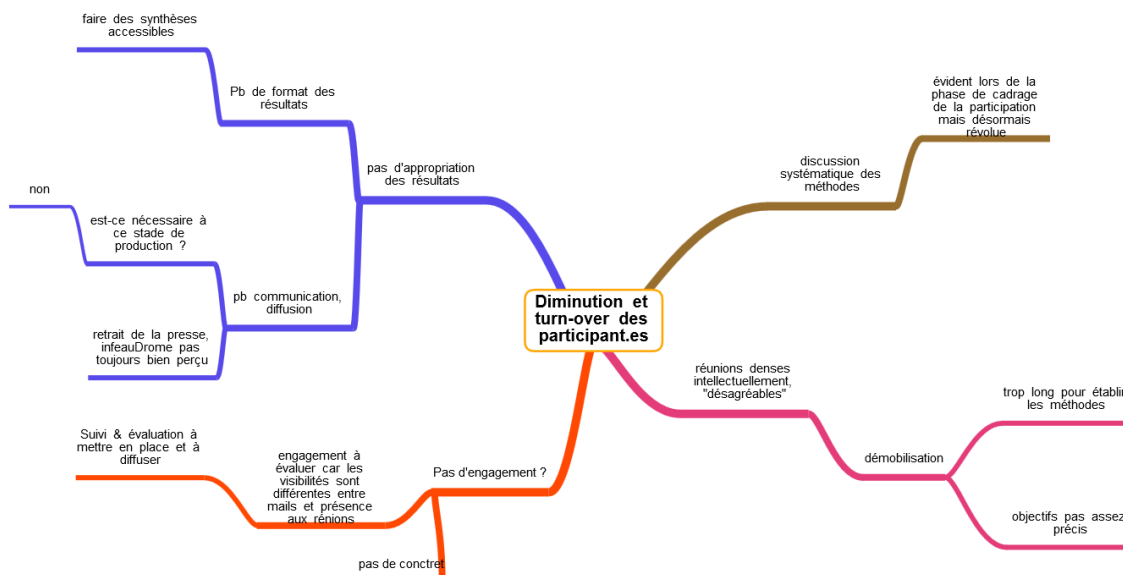 faire des synthèses
accessibles
Pb de format des
résultats
pas d'appropriation
des résultats
non
est-ce nécessaire à
ce stade de
production ?
pb communication,
diffusion
retrait de la presse,
infeauDrome pas
toujours bien perçu
évident lors de la
phase de cadrage
de la participation
mais désormais
révolue
discussion
systématique des
méthodes
Diminution et
turn-over des
participant.es
réunions denses
intellectuellement,
"désagréables"
trop long pour établir
les méthodes
démobilisation
objectifs pas assez
précis
Suivi & évaluation à
mettre en place et à
diffuser
engagement à
évaluer car les
visibilités sont
différentes entre
mails et présence
aux rénions
Pas d'engagement ?
pas de conctret